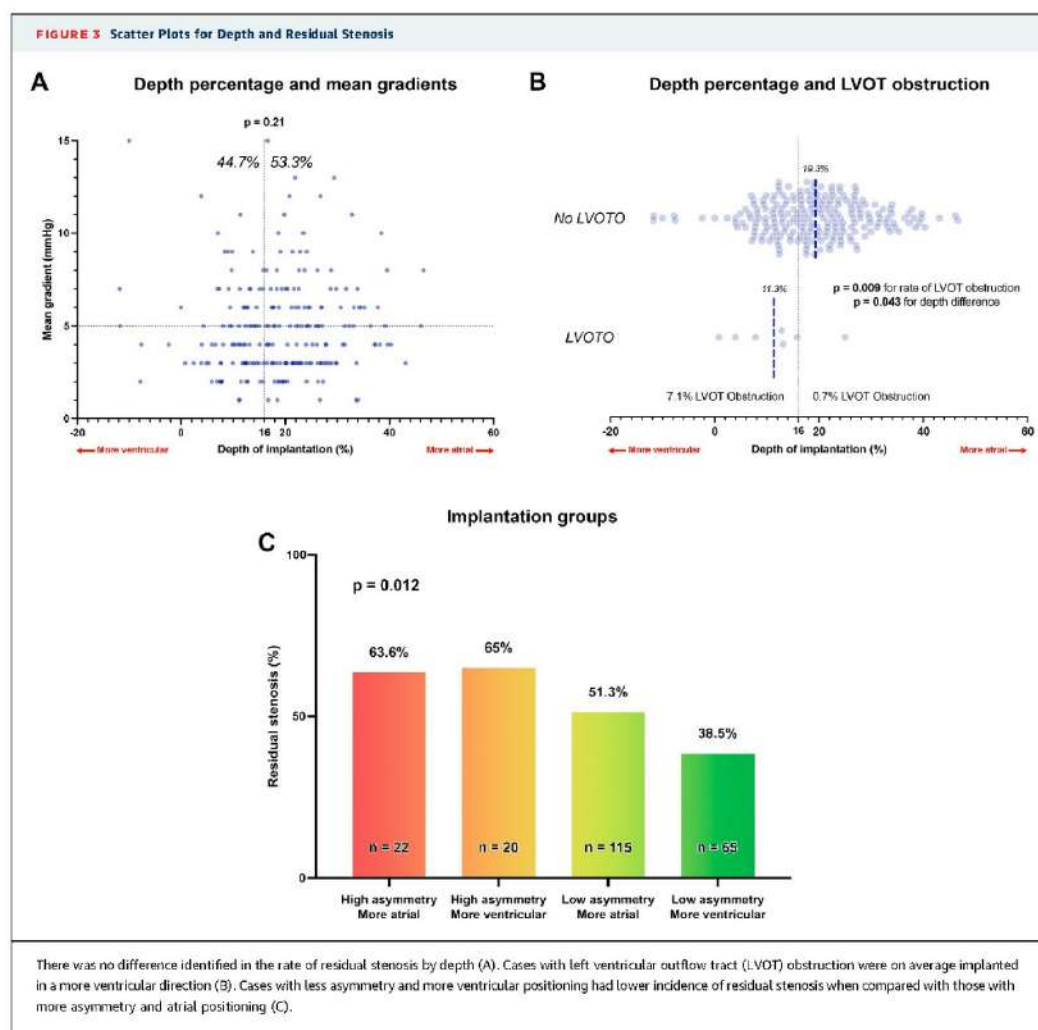 FIGURE 3 Scatter Plots for Depth and Residual Stenosis
A
Depth percentage and mean gradients
p = 0.21
44.7% 53.3%
15
10
5
0
Mean gradient (mmHg)
-20 0 16 20 40 60
← More ventricular Depth of implantation (%) More atrial →
B
Depth percentage and LVOT obstruction
19.3%
No LVOTO
p = 0.009 for rate of LVOT obstruction
p = 0.043 for depth difference
11.3%
LVOTO
7.1% LVOT Obstruction 0.7% LVOT Obstruction
-20 0 16 20 40 60
← More ventricular Depth of implantation (%) More atrial →
Implantation groups
C
100
50
0
Residual stenosis (%)
p = 0.012
63.6% 65% 51.3% 38.5%
n = 22 n = 20 n = 115 n = 65
High asymmetry High asymmetry Low asymmetry Low asymmetry
More atrial More ventricular More atrial More ventricular
There was no difference identified in the rate of residual stenosis by depth (A). Cases with left ventricular outflow tract (LVOT) obstruction were on average implanted
in a more ventricular direction (B). Cases with less asymmetry and more ventricular positioning had lower incidence of residual stenosis when compared with those with
more asymmetry and atrial positioning (C).